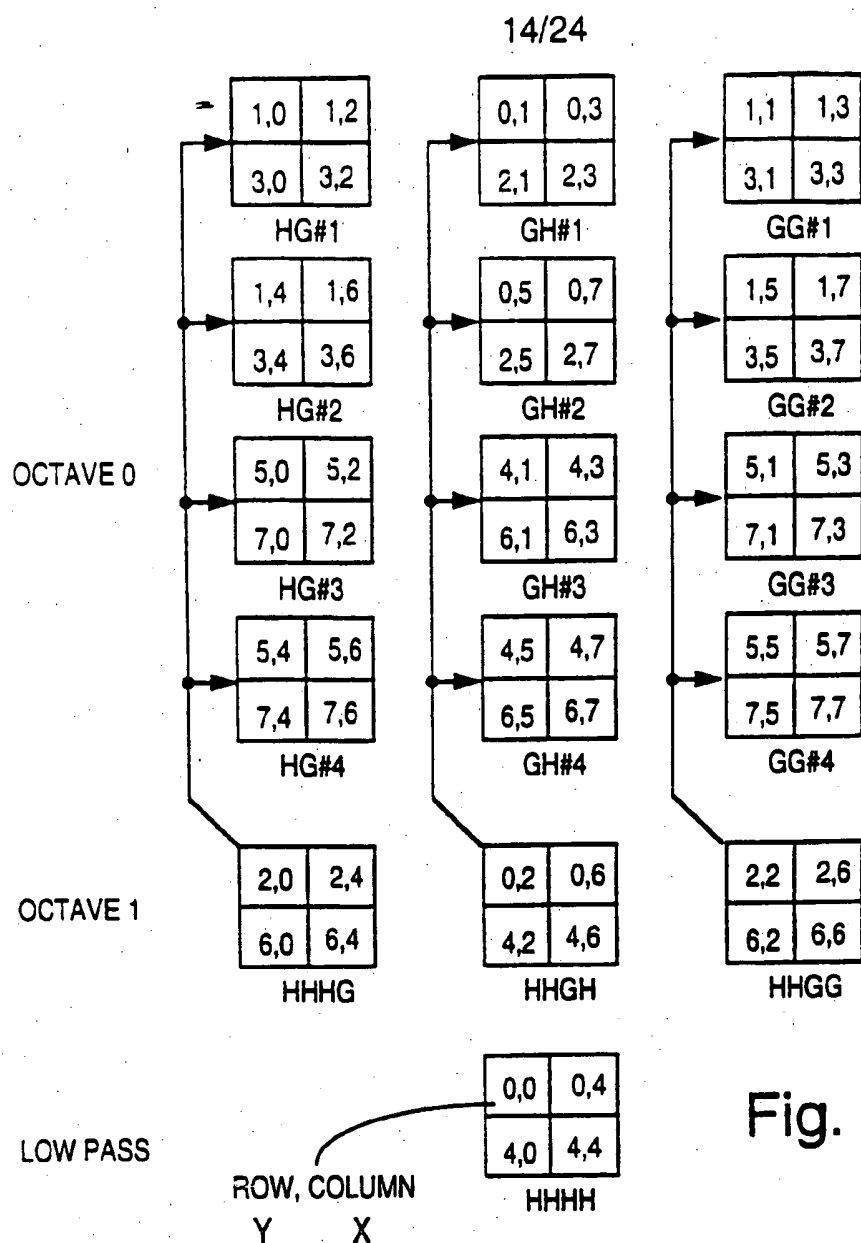 14/24
1,0 1,2 0,1 0,3 1,1 1,3
3,0 3,2 2,1 2,3 3,1 3,3
HG#1 GH#1 GG#1
1,4 1,6 0,5 0,7 1,5 1,7
3,4 3,6 2,5 2,7 3,5 3,7
HG#2 GH#2 GG#2
OCTAVE 0
5,0 5,2 4,1 4,3 5,1 5,3
7,0 7,2 6,1 6,3 7,1 7,3
HG#3 GH#3 GG#3
5,4 5,6 4,5 4,7 5,5 5,7
7,4 7,6 6,5 6,7 7,5 7,7
HG#4 GH#4 GG#4
OCTAVE 1
2,0 2,4 0,2 0,6 2,2 2,6
6,0 6,4 4,2 4,6 6,2 6,6
HHHG HHGH HHGG
LOW PASS
0,0 0,4
4,0 4,4
HHHH
ROW, COLUMN
Y X
Fig.